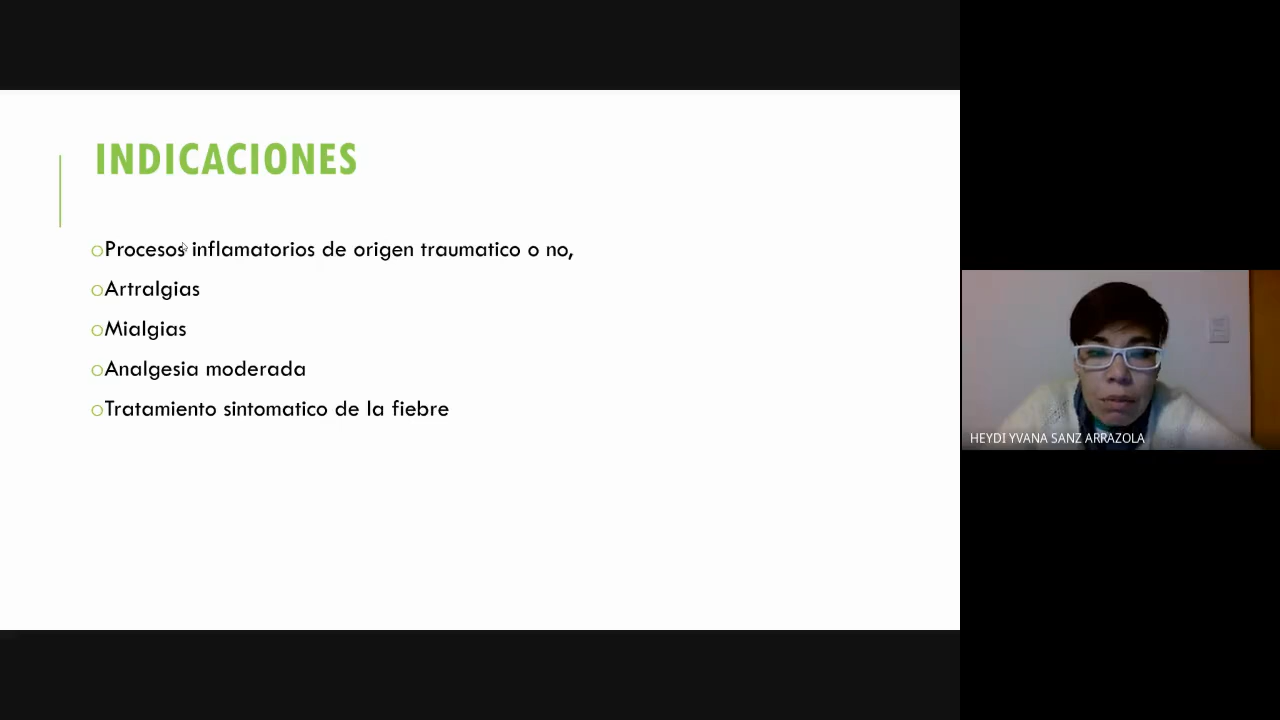 INDICACIONES
Procesos inflamatorios de origen traumatico o no,
Artralgias
Mialgias
Analgesia moderada
Tratamiento sintomatico de la fiebre
HEYDI YVANA SANZ ARRAZOLA